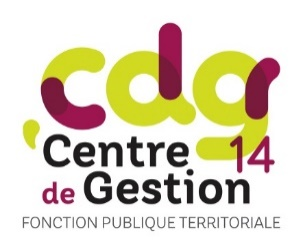 cdg
Centre 14
de Gestion
FONCTION PUBLIQUE TERRITORIALE